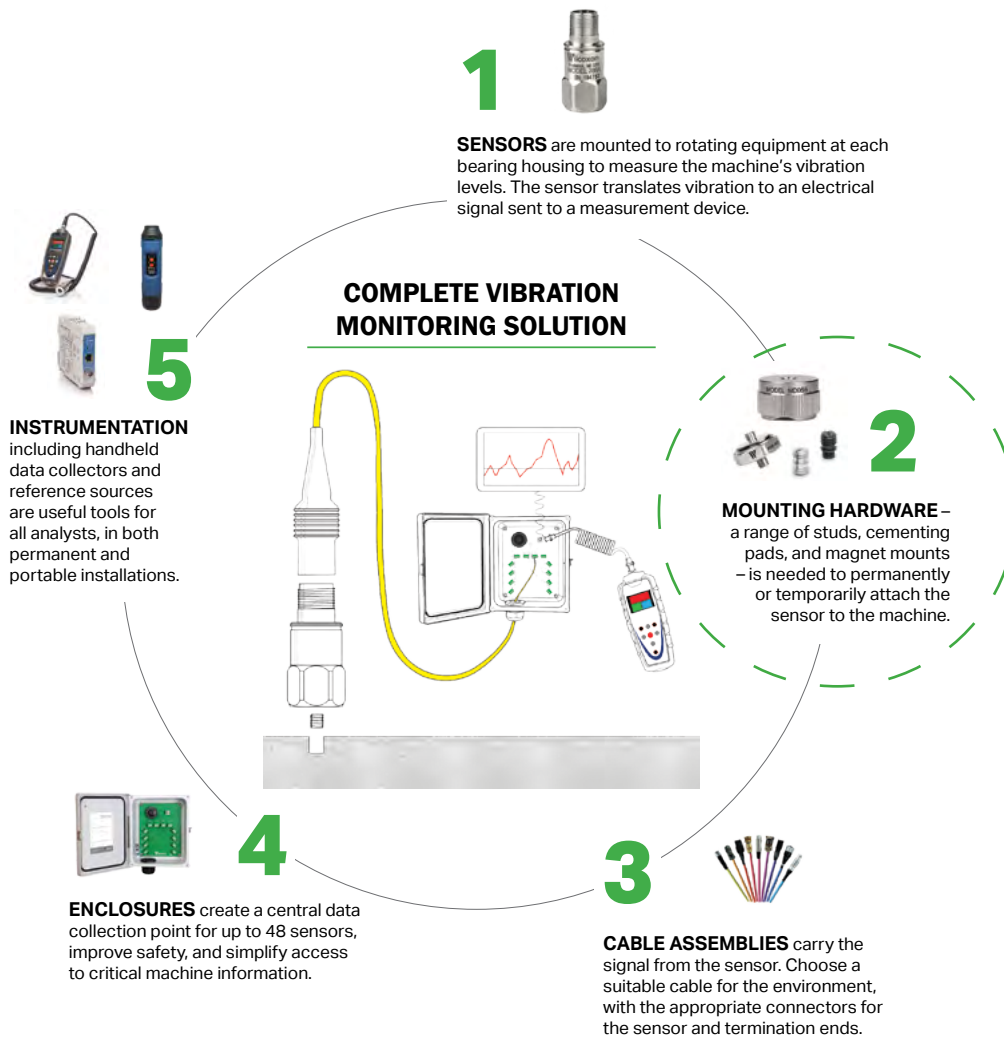 1
SENSORS are mounted to rotating equipment at each
bearing housing to measure the machine's vibration
levels. The sensor translates vibration to an electrical
signal sent to a measurement device.
COMPLETE VIBRATION
MONITORING SOLUTION
2
MOUNTING HARDWARE –
a range of studs, cementing
pads, and magnet mounts
– is needed to permanently
or temporarily attach the
sensor to the machine.
3
CABLE ASSEMBLIES carry the
signal from the sensor. Choose a
suitable cable for the environment,
with the appropriate connectors for
the sensor and termination ends.
4
ENCLOSURES create a central data
collection point for up to 48 sensors,
improve safety, and simplify access
to critical machine information.
5
INSTRUMENTATION
including handheld
data collectors and
reference sources
are useful tools for
all analysts, in both
permanent and
portable installations.